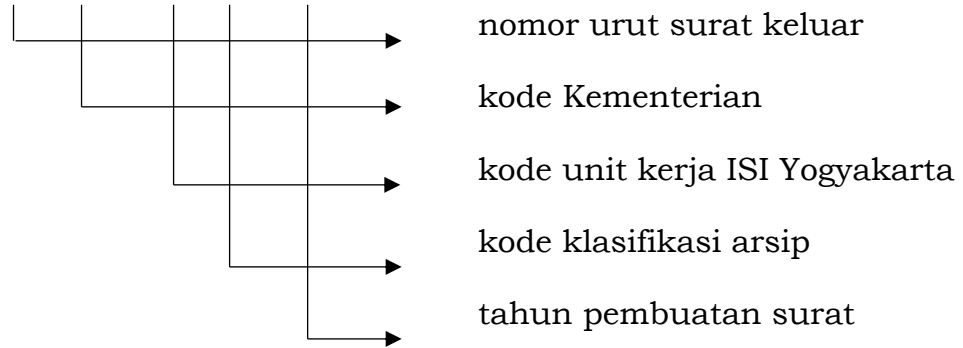 nomor urut surat keluar
kode Kementerian
kode unit kerja ISI Yogyakarta
kode klasifikasi arsip
tahun pembuatan surat